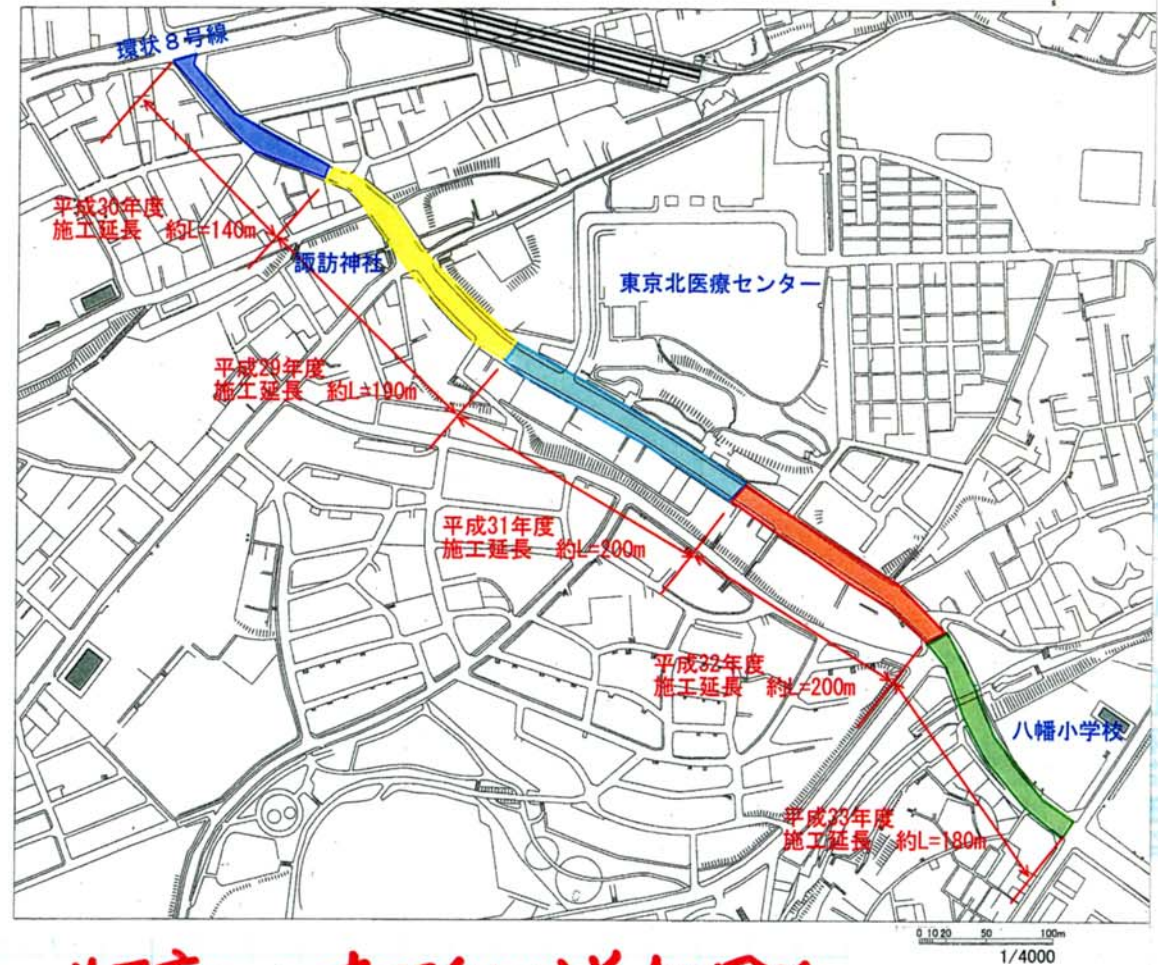 環状８号線
平成30年度
施工延長 約L=140m
諏訪神社
東京北医療センター
平成29年度
施工延長 約L=190m
平成31年度
施工延長 約L=200m
平成32年度
施工延長 約L=200m
八幡小学校
平成33年度
施工延長 約L=180m
0 10 20 50 100m
1/4000